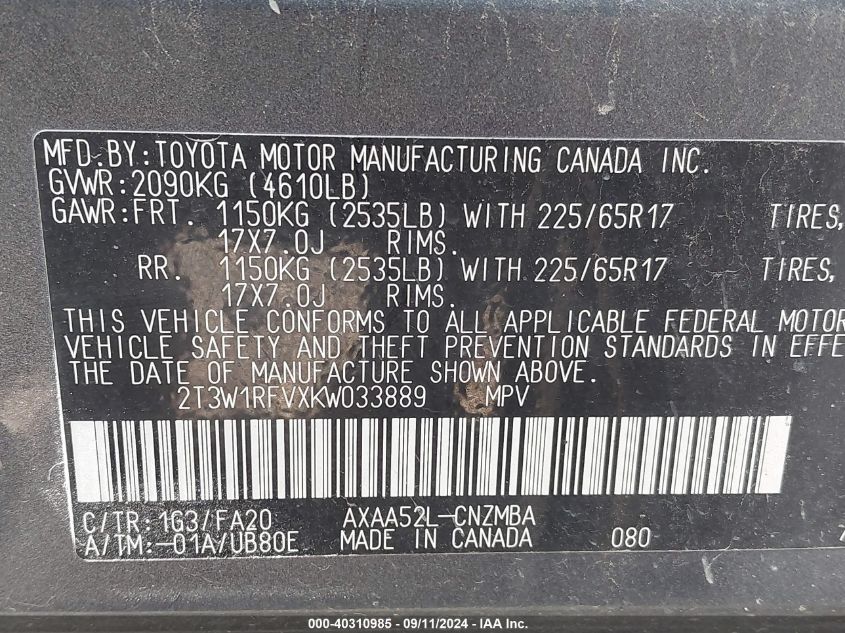 MFD.BY:TOYOTA MOTOR MANUFACTURING CANADA INC.
GVWR:2090KG (4610LB)
GAWR:FRT. 1150KG (2535LB) WITH 225/65R17 TIRES,
17X7.0J RIMS.
RR. 1150KG (2535LB) WITH 225/65R17 TIRES,
17X7.0J RIMS.
THIS VEHICLE CONFORMS TO ALL APPLICABLE FEDERAL MOTOR
VEHICLE SAFETY AND THEFT PREVENTION STANDARDS IN EFFE
THE DATE OF MANUFACTURE SHOWN ABOVE.
2T3W1RFVXKW033889 MPV
C/TR:1G3/FA20 AXAA52L-CNZMBA
A/TM:-01A/UB80E MADE IN CANADA 080
000-40310985 - 09/11/2024 - IAA Inc.